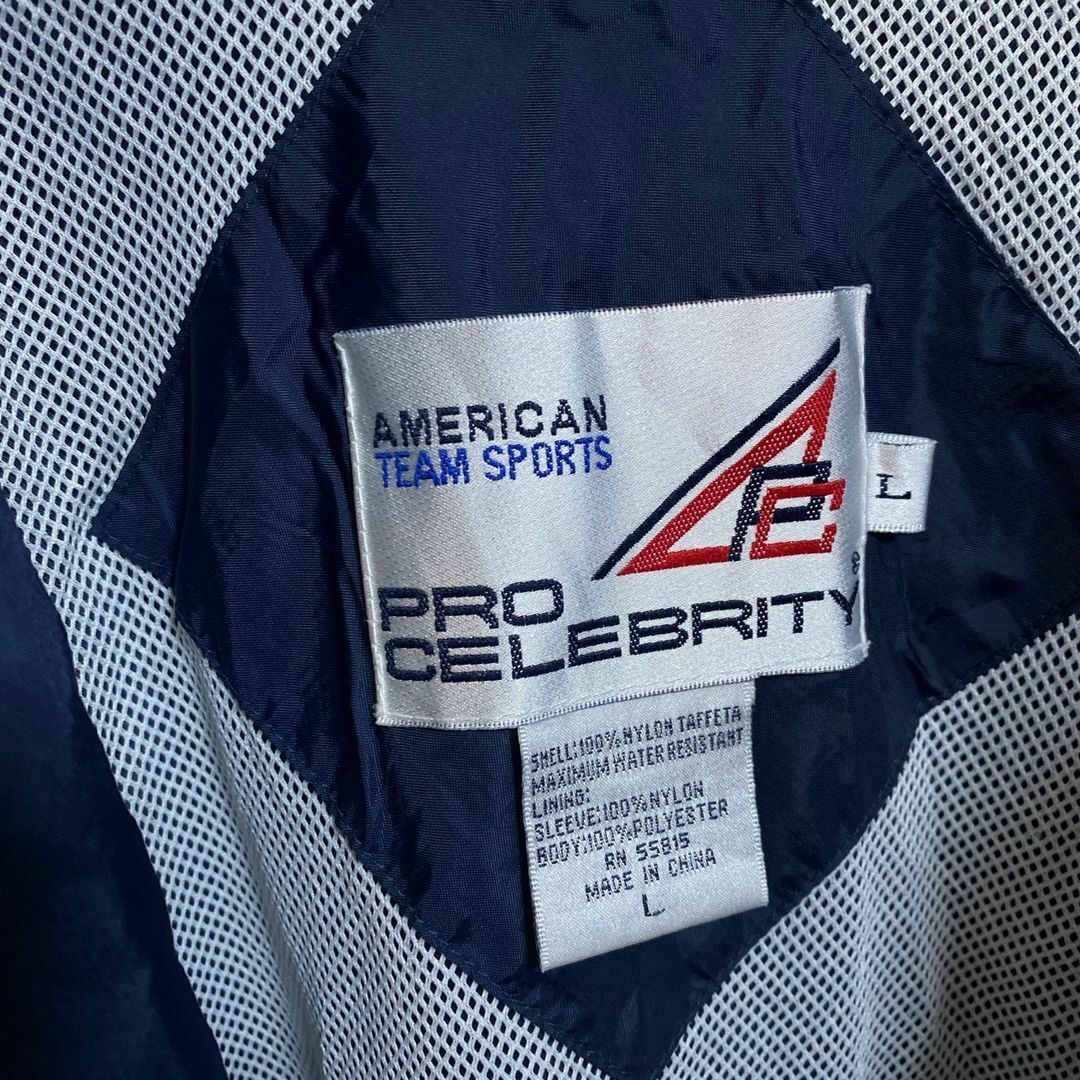 AMERICAN
TEAM SPORTS
APC
L
PRO
CELEBRITY®
SHELL:100% NYLON TAFFETA
MAXIMUM WATER RESISTANT
LINING:
SLEEVE:100%NYLON
BODY:100%POLYESTER
RN 55815
MADE IN CHINA
L